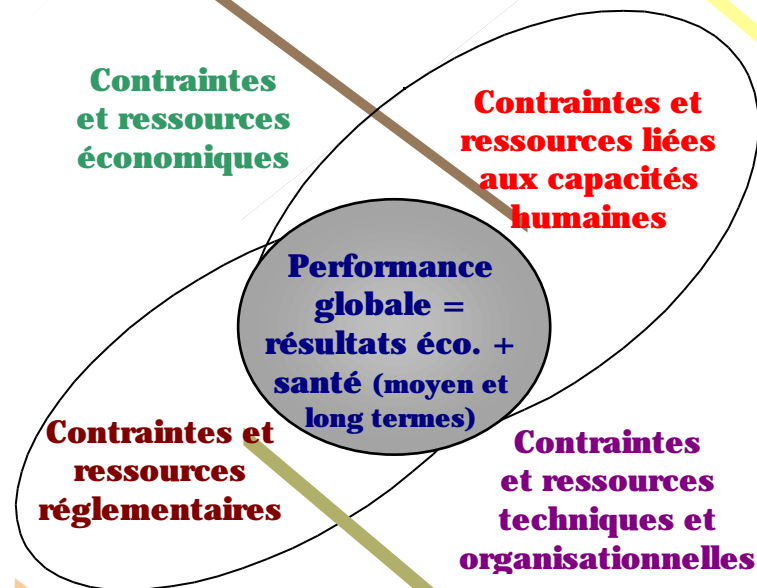 Contraintes
et ressources
économiques
Contraintes et
ressources liées
aux capacités
humaines
Performance
globale =
résultats éco. +
santé (moyen et
long termes)
Contraintes et
ressources
réglementaires
Contraintes
et ressources
techniques et
organisationnelles